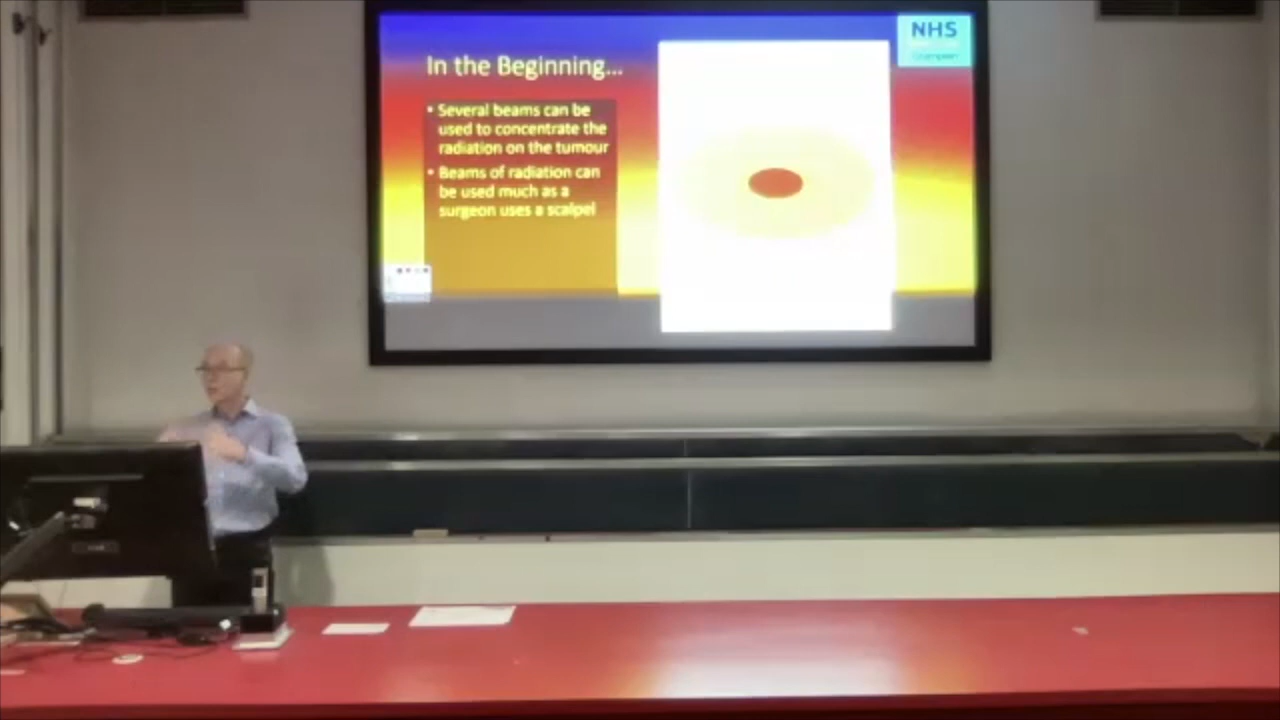 In the Beginning...
• Several beams can be
used to concentrate the
radiation on the tumour
• Beams of radiation can
be used much as a
surgeon uses a scalpel
NHS
Champion